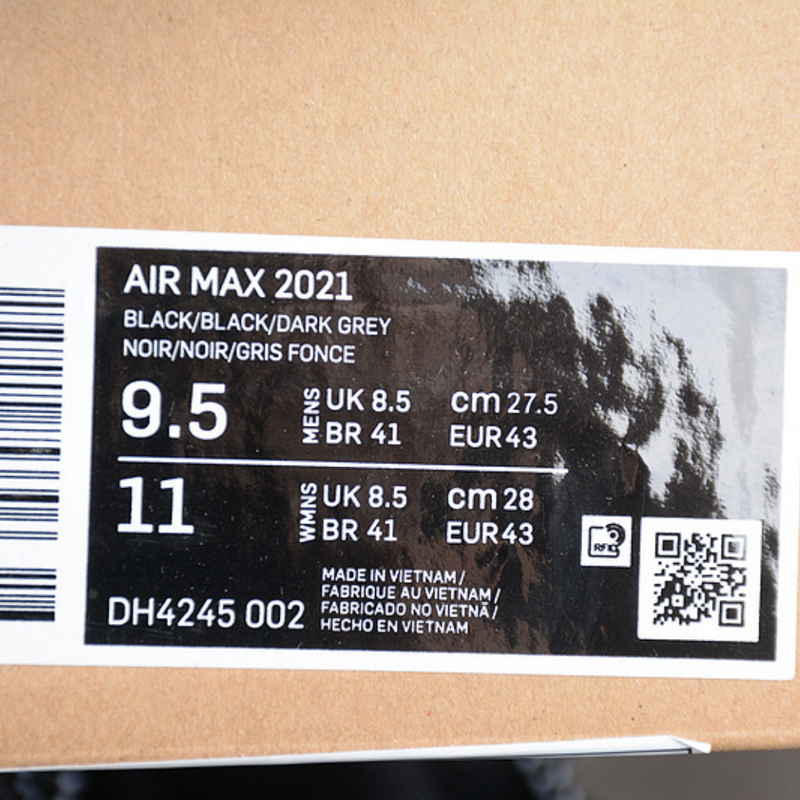 AIR MAX 2021
BLACK/BLACK/DARK GREY
NOIR/NOIR/GRIS FONCE
9.5 MENS UK 8.5 cm 27.5
BR 41 EUR 43
11 WMNS UK 8.5 cm 28
BR 41 EUR 43
RFID
DH4245 002
MADE IN VIETNAM /
FABRIQUE AU VIETNAM /
FABRICADO NO VIETNÃ /
HECHO EN VIETNAM